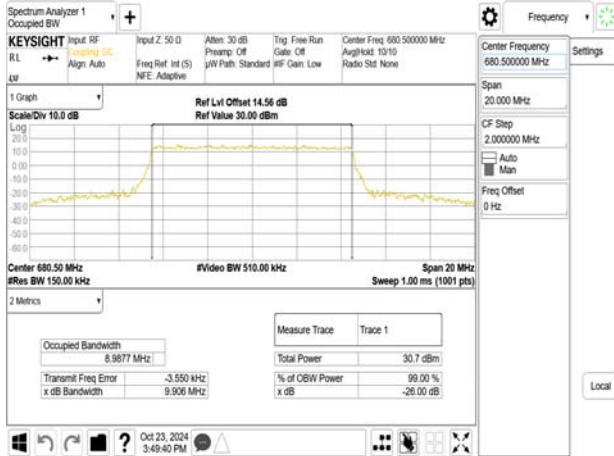 Spectrum Analyzer 1
Occupied BW
+
Frequency
KEYSIGHT
RL
Input: RF
Coupling: DC
Align: Auto
Input Z: 50 Ω
Freq Ref: Int (S)
NFE: Adaptive
Atten: 30 dB
Preamp: Off
µW Path: Standard
Trig: Free Run
Gate: Off
#IF Gain: Low
Center Freq: 680.500000 MHz
Avg|Hold: 10/10
Radio Std: None
Center Frequency
680.500000 MHz
Settings
Span
20.000 MHz
CF Step
2.000000 MHz
Auto
Man
Freq Offset
0 Hz
Local
1 Graph
Scale/Div 10.0 dB
Ref Lvl Offset 14.56 dB
Ref Value 30.00 dBm
Log
20.0
10.0
0.00
-10.0
-20.0
-30.0
-40.0
-50.0
-60.0
Center 680.50 MHz
#Video BW 510.00 kHz
Span 20 MHz
#Res BW 150.00 kHz
Sweep 1.00 ms (1001 pts)
2 Metrics
Measure Trace Trace 1
Occupied Bandwidth
8.9877 MHz
Total Power 30.7 dBm
Transmit Freq Error -3.550 kHz
% of OBW Power 99.00 %
x dB Bandwidth 9.906 MHz
x dB -26.00 dB
?
Oct 23, 2024
3:49:40 PM